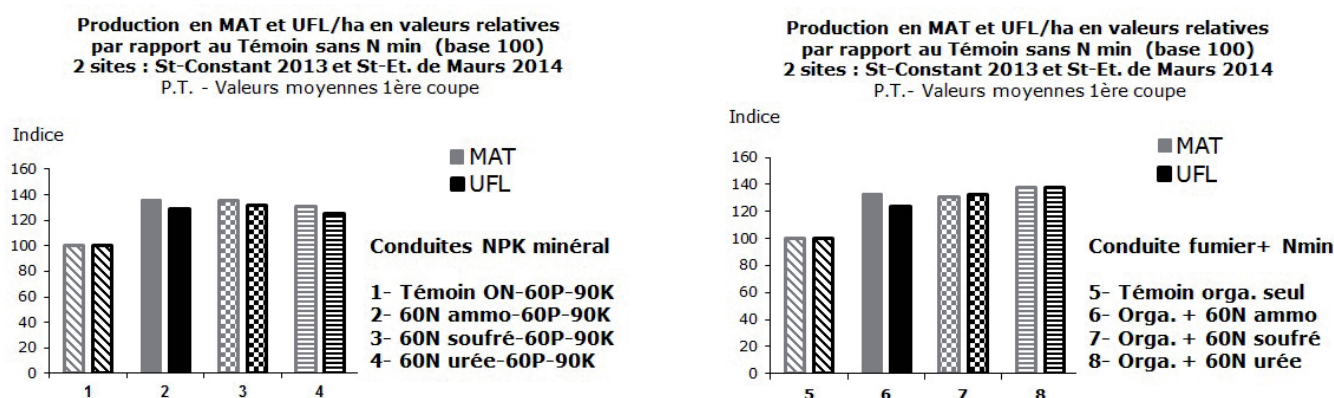 Production en MAT et UFL/ha en valeurs relatives
par rapport au Témoin sans N min (base 100)
2 sites : St-Constant 2013 et St-Et. de Maurs 2014
P.T. - Valeurs moyennes 1ère coupe
Indice
MAT
UFL
160
140
120
100
80
60
40
20
0
1
2
3
4
Conduites NPK minéral
1- Témoin ON-60P-90K
2- 60N ammo-60P-90K
3- 60N soufré-60P-90K
4- 60N urée-60P-90K
Production en MAT et UFL/ha en valeurs relatives
par rapport au Témoin sans N min (base 100)
2 sites : St-Constant 2013 et St-Et. de Maurs 2014
P.T.- Valeurs moyennes 1ère coupe
Indice
MAT
UFL
160
140
120
100
80
60
40
20
0
5
6
7
8
Conduite fumier+ Nmin
5- Témoin orga. seul
6- Orga. + 60N ammo
7- Orga. + 60N soufré
8- Orga. + 60N urée